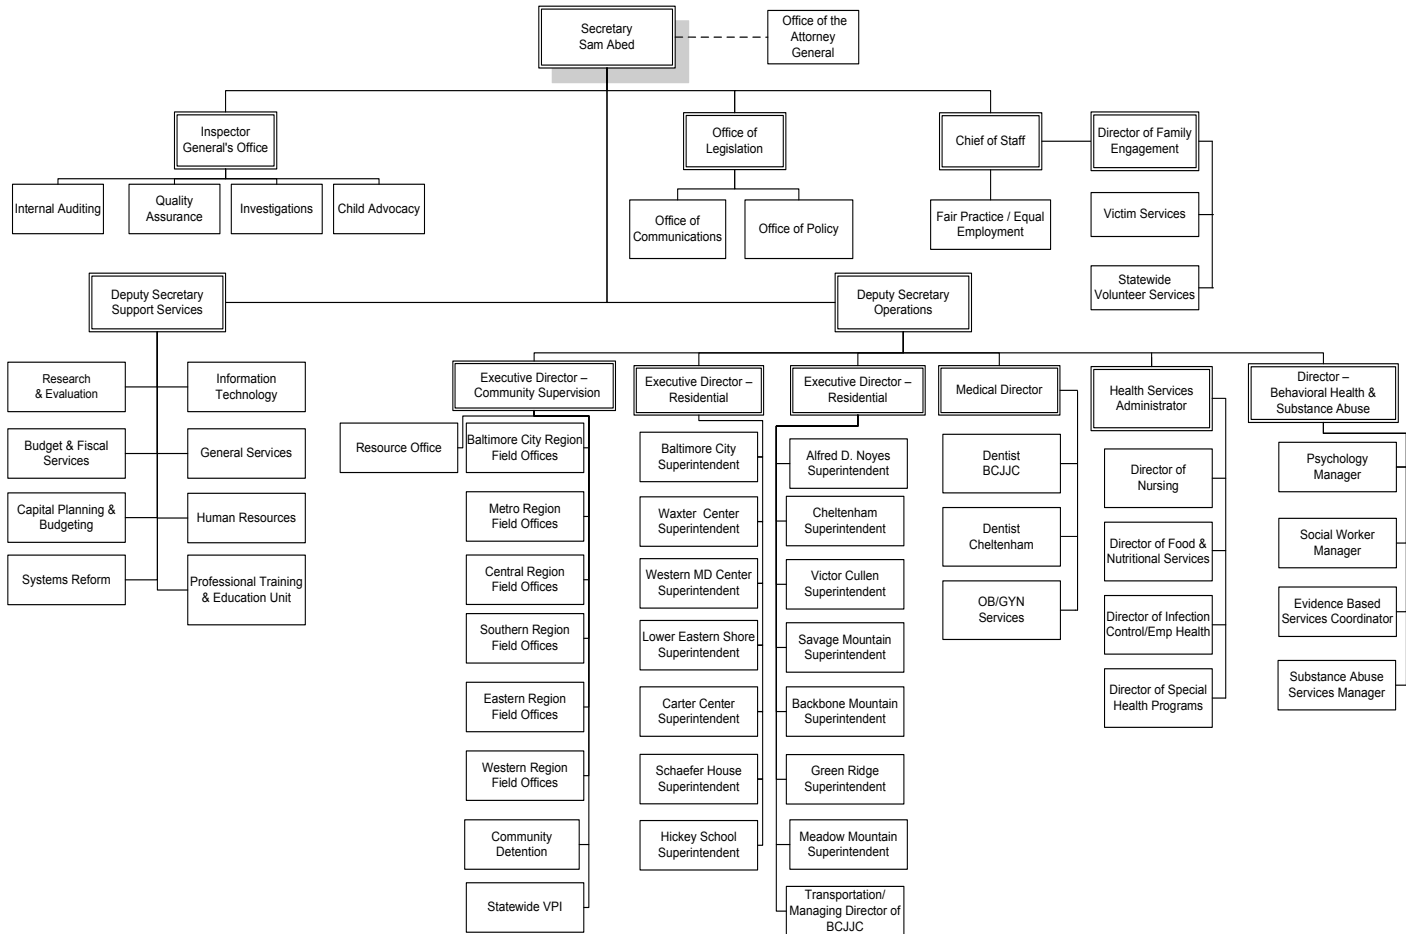 Secretary
Sam Abed
Office of the
Attorney
General
Inspector
General's Office
Office of
Legislation
Chief of Staff
Director of Family
Engagement
Internal Auditing
Quality
Assurance
Investigations
Child Advocacy
Office of
Communications
Office of Policy
Fair Practice / Equal
Employment
Victim Services
Statewide
Volunteer Services
Deputy Secretary
Support Services
Deputy Secretary
Operations
Research
& Evaluation
Information
Technology
Budget & Fiscal
Services
General Services
Capital Planning &
Budgeting
Human Resources
Systems Reform
Professional Training
& Education Unit
Executive Director –
Community Supervision
Resource Office
Baltimore City Region
Field Offices
Metro Region
Field Offices
Central Region
Field Offices
Southern Region
Field Offices
Eastern Region
Field Offices
Western Region
Field Offices
Community
Detention
Statewide VPI
Executive Director –
Residential
Baltimore City
Superintendent
Waxter Center
Superintendent
Western MD Center
Superintendent
Lower Eastern Shore
Superintendent
Carter Center
Superintendent
Schaefer House
Superintendent
Hickey School
Superintendent
Executive Director –
Residential
Alfred D. Noyes
Superintendent
Cheltenham
Superintendent
Victor Cullen
Superintendent
Savage Mountain
Superintendent
Backbone Mountain
Superintendent
Green Ridge
Superintendent
Meadow Mountain
Superintendent
Transportation/
Managing Director of
BCJJC
Medical Director
Dentist
BCJJC
Dentist
Cheltenham
OB/GYN
Services
Health Services
Administrator
Director of
Nursing
Director of Food &
Nutritional Services
Director of Infection
Control/Emp Health
Director of Special
Health Programs
Director –
Behavioral Health &
Substance Abuse
Psychology
Manager
Social Worker
Manager
Evidence Based
Services Coordinator
Substance Abuse
Services Manager